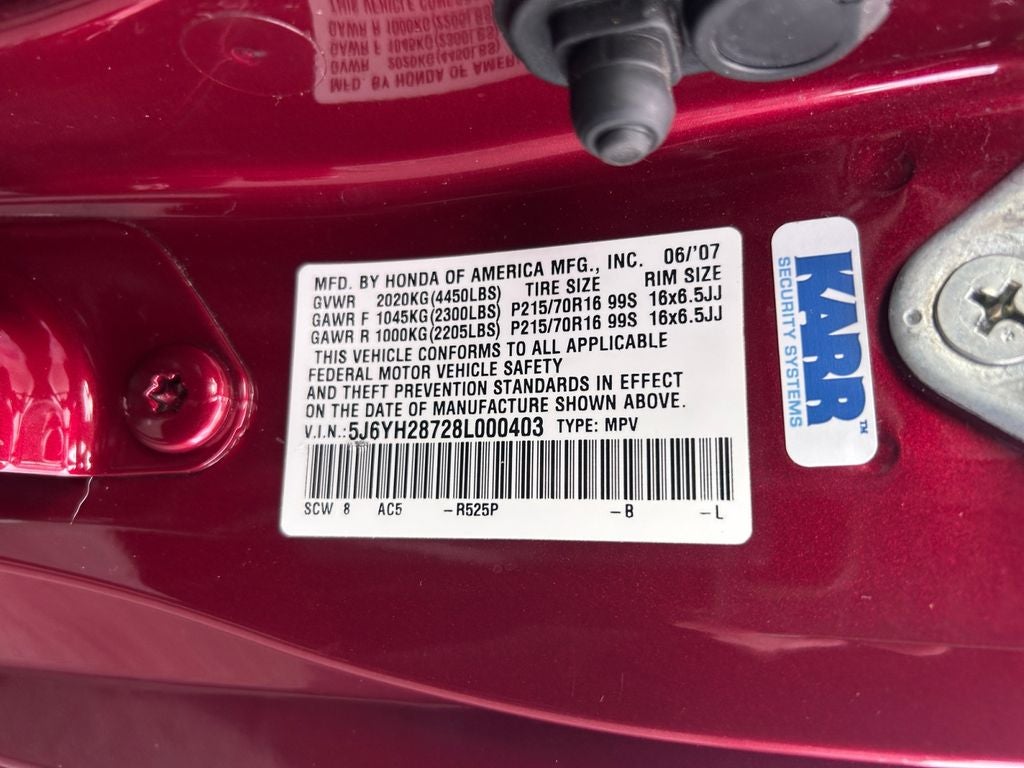 MFD. BY HONDA OF AMERICA MFG., INC. 06/'07
GVWR 2020KG(4450LBS) TIRE SIZE RIM SIZE
GAWR F 1045KG(2300LBS) P215/70R16 99S 16x6.5JJ
GAWR R 1000KG(2205LBS) P215/70R16 99S 16x6.5JJ
THIS VEHICLE CONFORMS TO ALL APPLICABLE
FEDERAL MOTOR VEHICLE SAFETY
AND THEFT PREVENTION STANDARDS IN EFFECT
ON THE DATE OF MANUFACTURE SHOWN ABOVE.
V.I.N.:5J6YH28728L000403 TYPE: MPV
SCW 8 AC5 –R525P –B –L
KARR™
SECURITY SYSTEMS